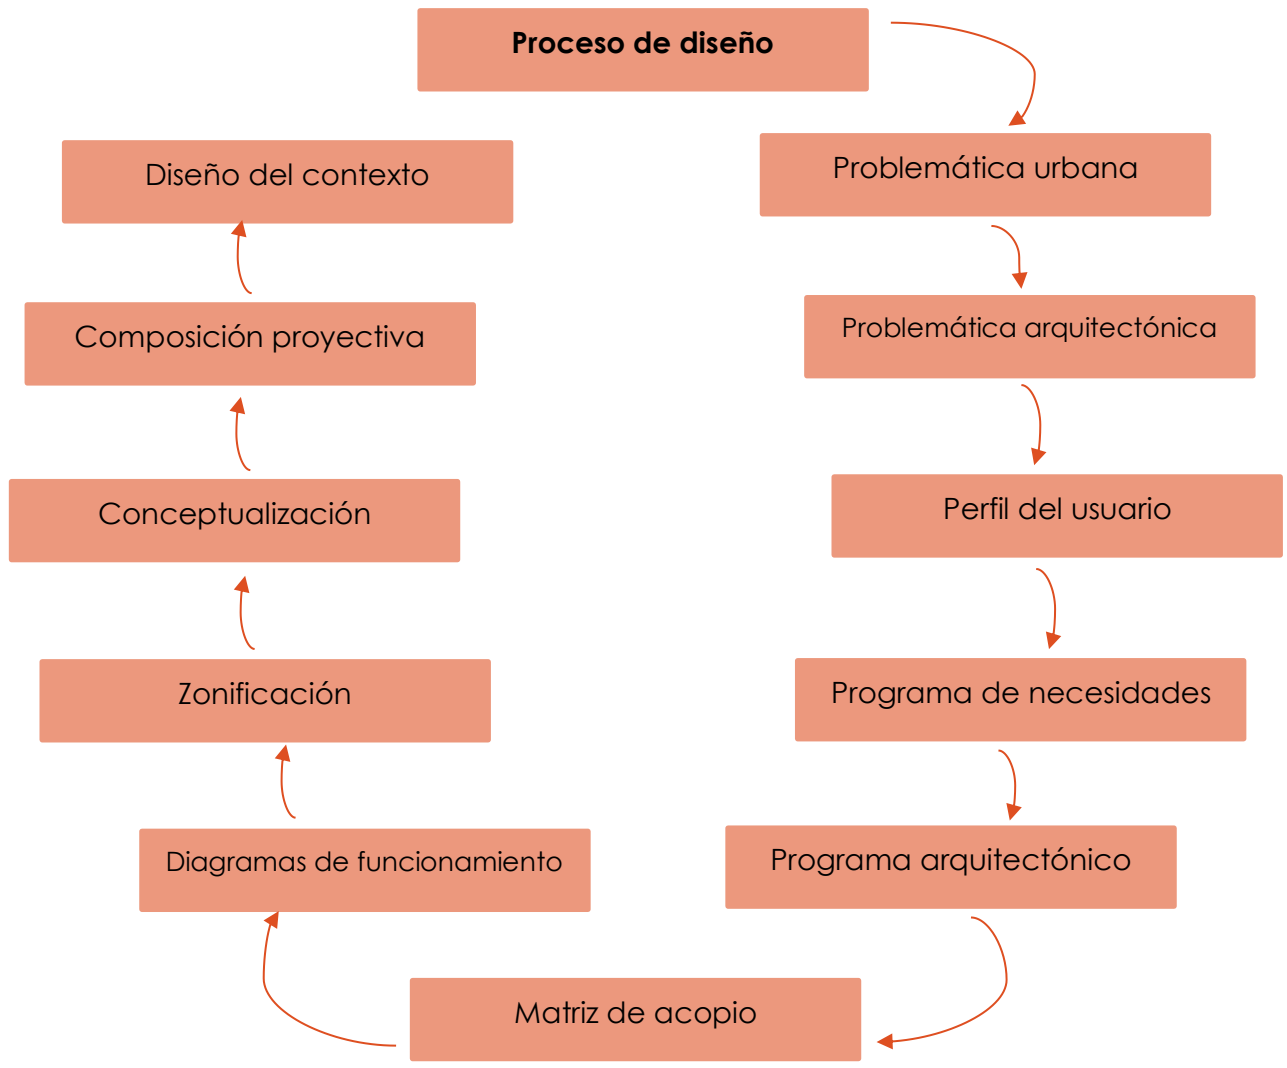 Proceso de diseño
Problemática urbana
Problemática arquitectónica
Perfil del usuario
Programa de necesidades
Programa arquitectónico
Matriz de acopio
Diagramas de funcionamiento
Zonificación
Conceptualización
Composición proyectiva
Diseño del contexto